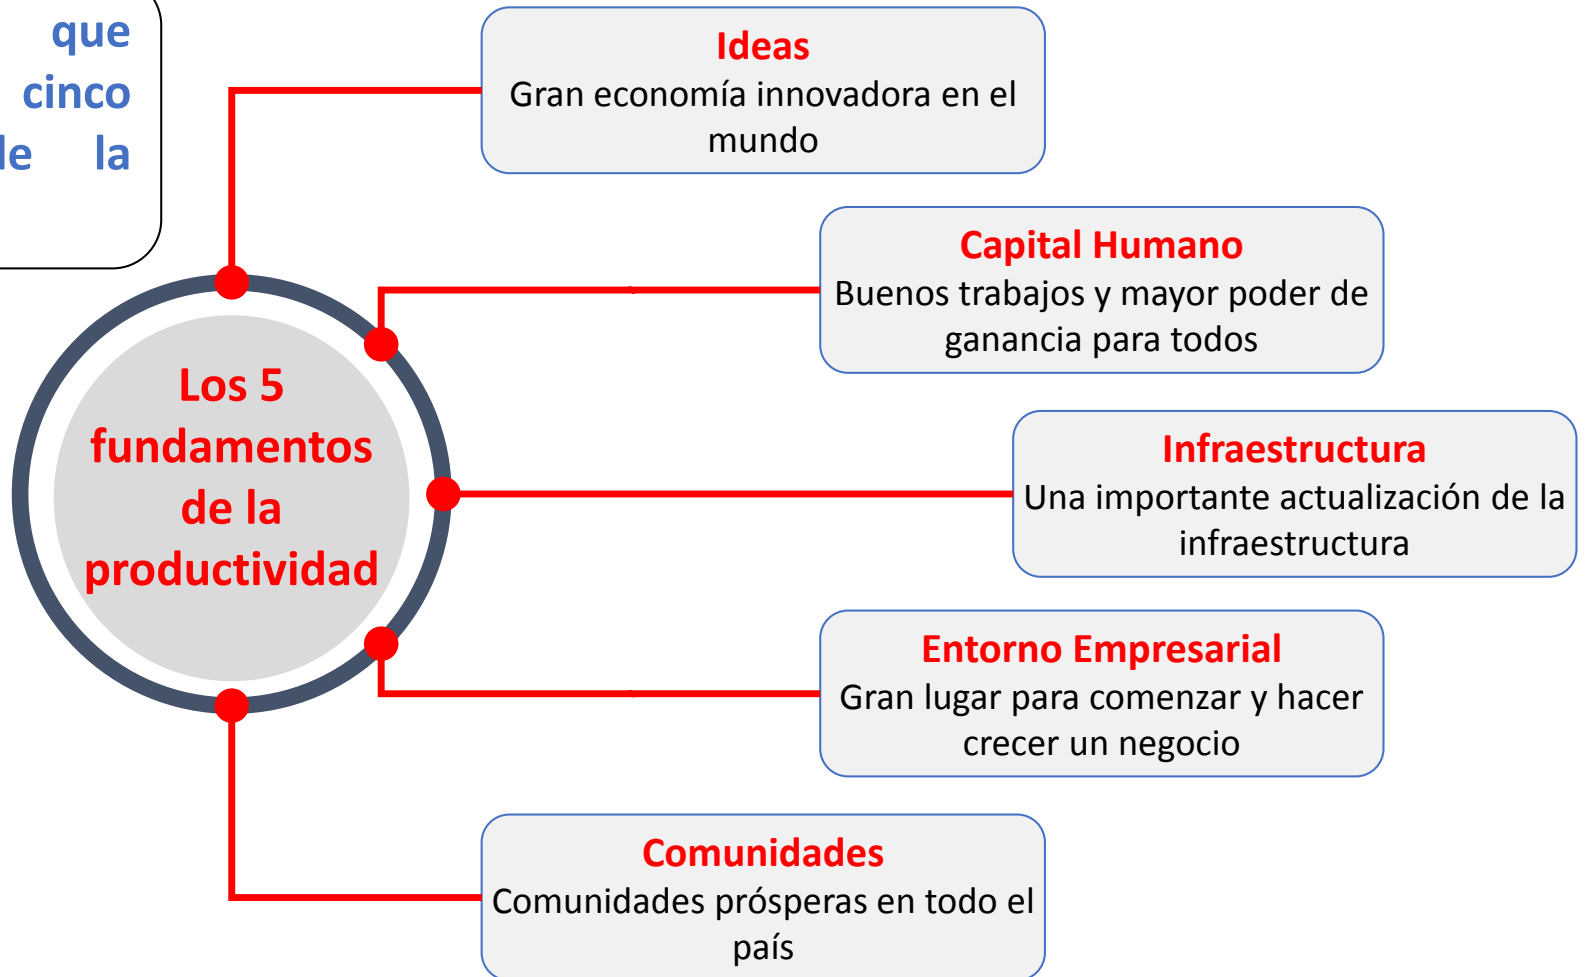 que
cinco
la
Ideas
Gran economía innovadora en el
mundo
Capital Humano
Buenos trabajos y mayor poder de
ganancia para todos
Los 5
fundamentos
de la
productividad
Infraestructura
Una importante actualización de la
infraestructura
Entorno Empresarial
Gran lugar para comenzar y hacer
crecer un negocio
Comunidades
Comunidades prósperas en todo el
país